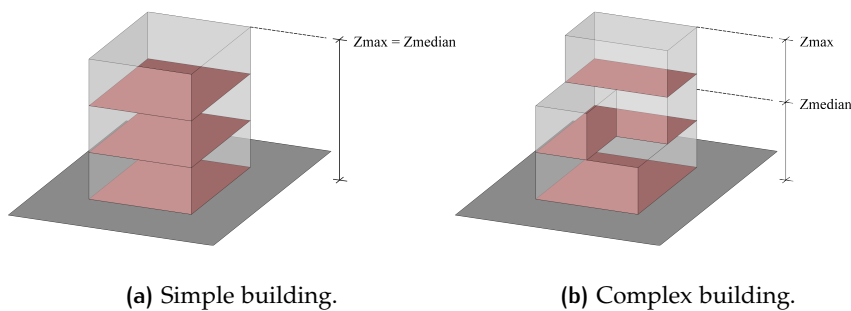 Zmax = Zmedian
Zmax
Zmedian
(a) Simple building.
(b) Complex building.